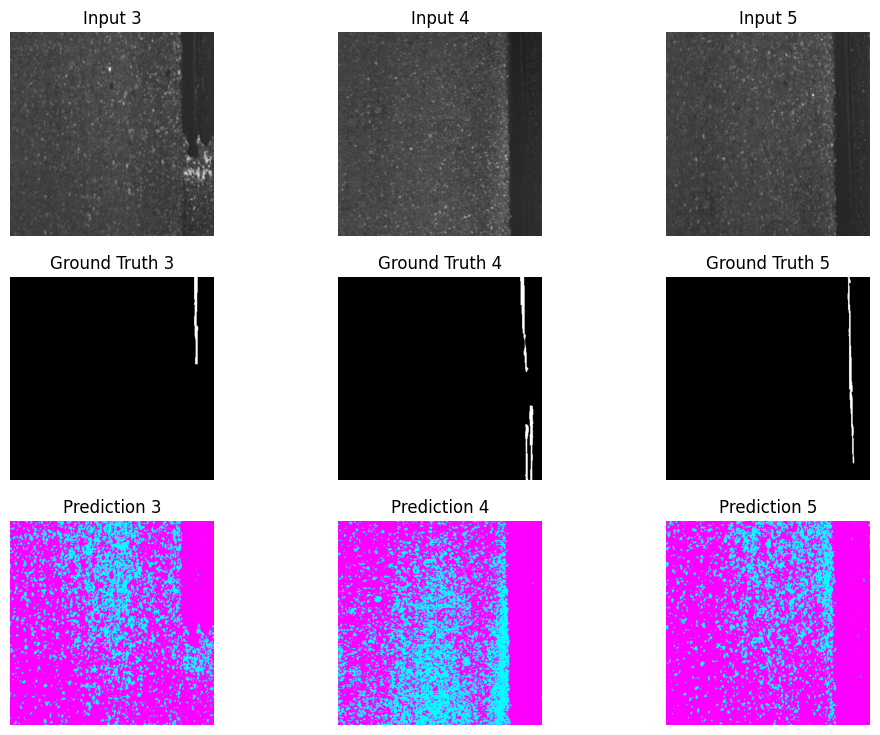 Input 3
Input 4
Input 5
Ground Truth 3
Ground Truth 4
Ground Truth 5
Prediction 3
Prediction 4
Prediction 5